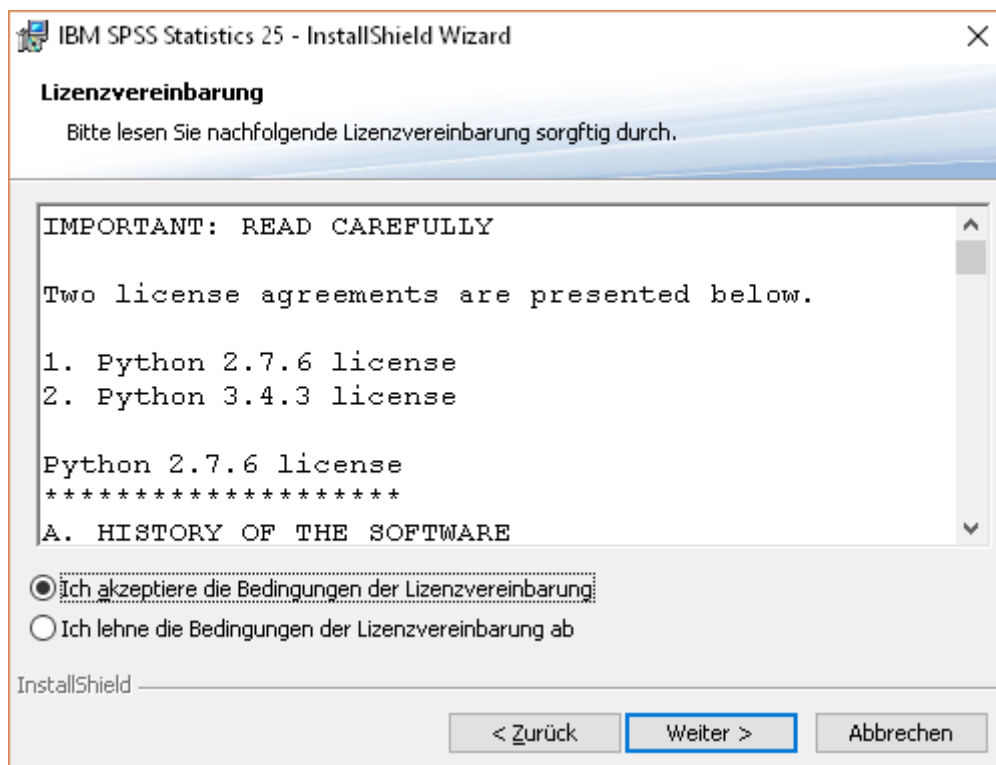 IBM SPSS Statistics 25 - InstallShield Wizard
Lizenzvereinbarung
Bitte lesen Sie nachfolgende Lizenzvereinbarung sorgftig durch.
IMPORTANT: READ CAREFULLY
Two license agreements are presented below.
1. Python 2.7.6 license
2. Python 3.4.3 license
Python 2.7.6 license
********************
A. HISTORY OF THE SOFTWARE
Ich akzeptiere die Bedingungen der Lizenzvereinbarung
Ich lehne die Bedingungen der Lizenzvereinbarung ab
InstallShield
< Zurück
Weiter >
Abbrechen